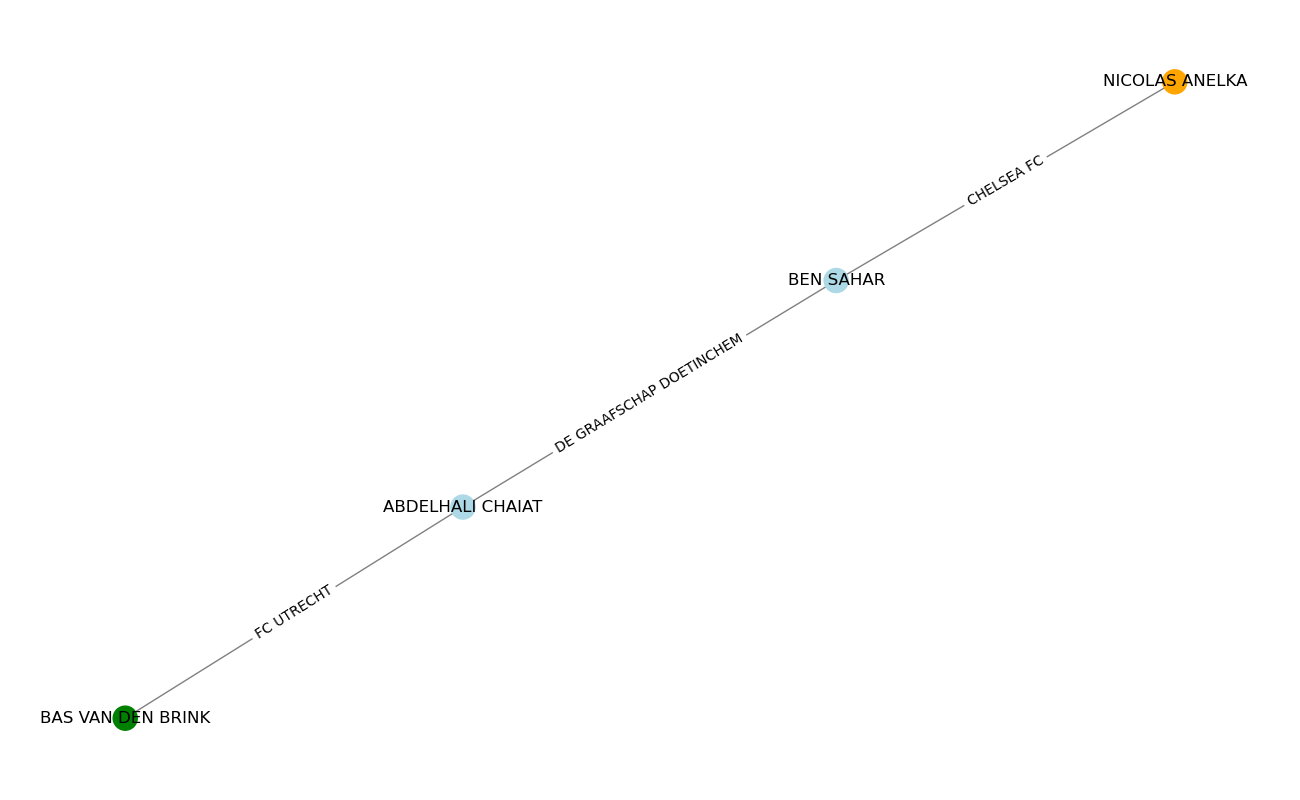 NICOLAS ANELKA
CHELSEA FC
BEN SAHAR
DE GRAAFSCHAP DOETINCHEM
ABDELHALI CHAIAT
FC UTRECHT
BAS VAN DEN BRINK